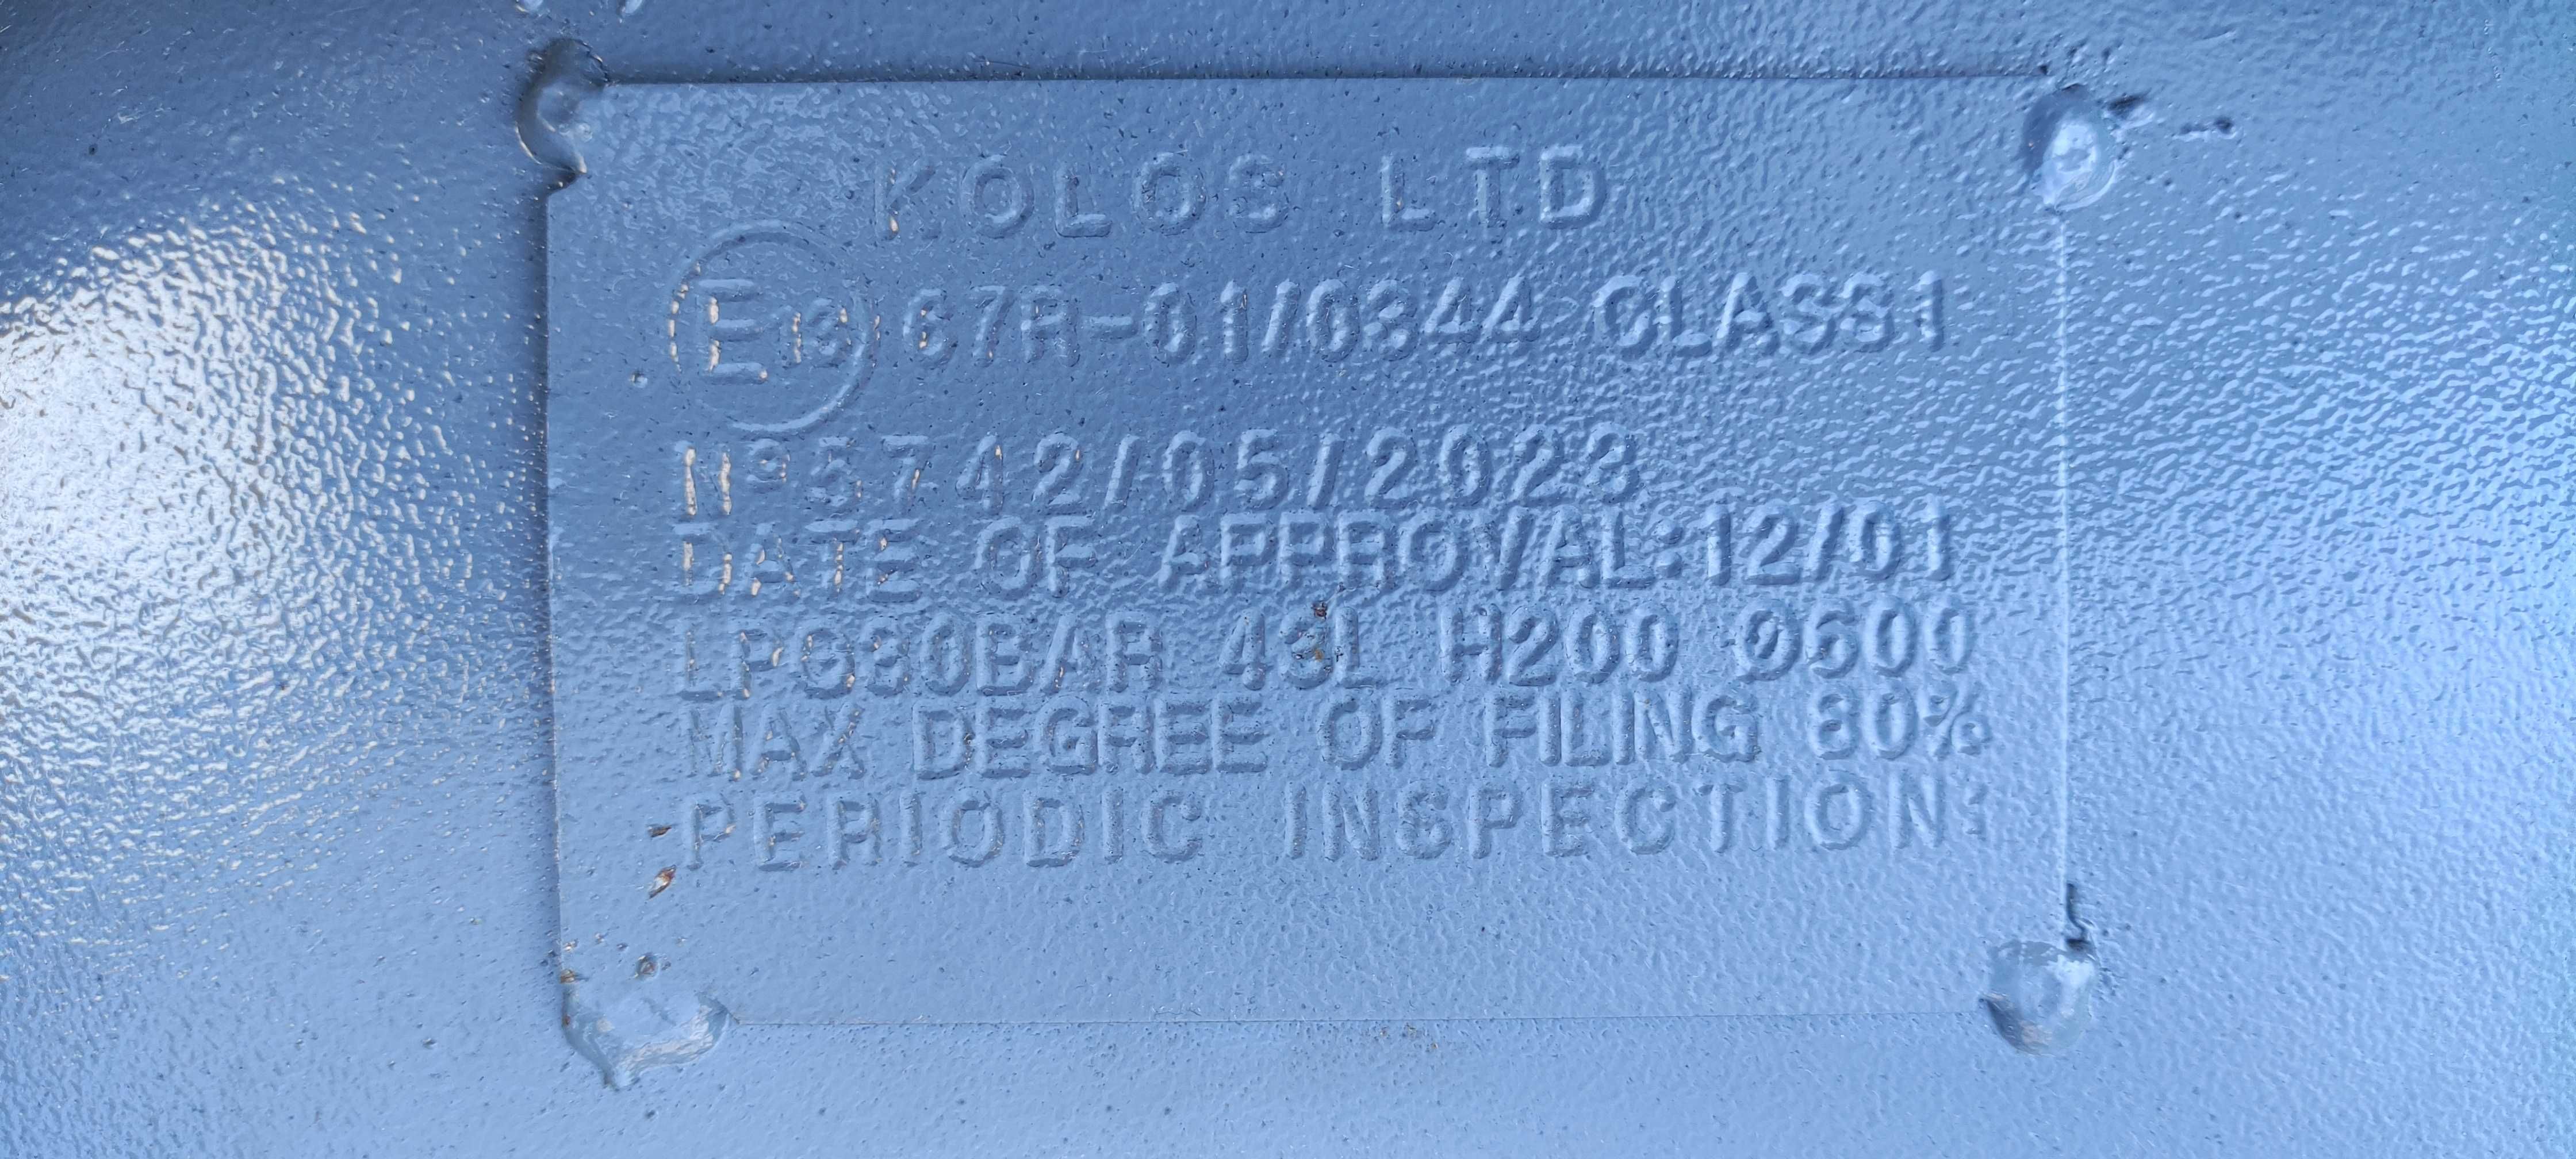 KOLOS LTD
E13 67R-01/0344 CLASS1
Nº5742/05/2023
DATE OF APPROVAL:12/01
LPG30BAR 43L H200 Ø600
MAX DEGREE OF FILING 80%
PERIODIC INSPECTION: